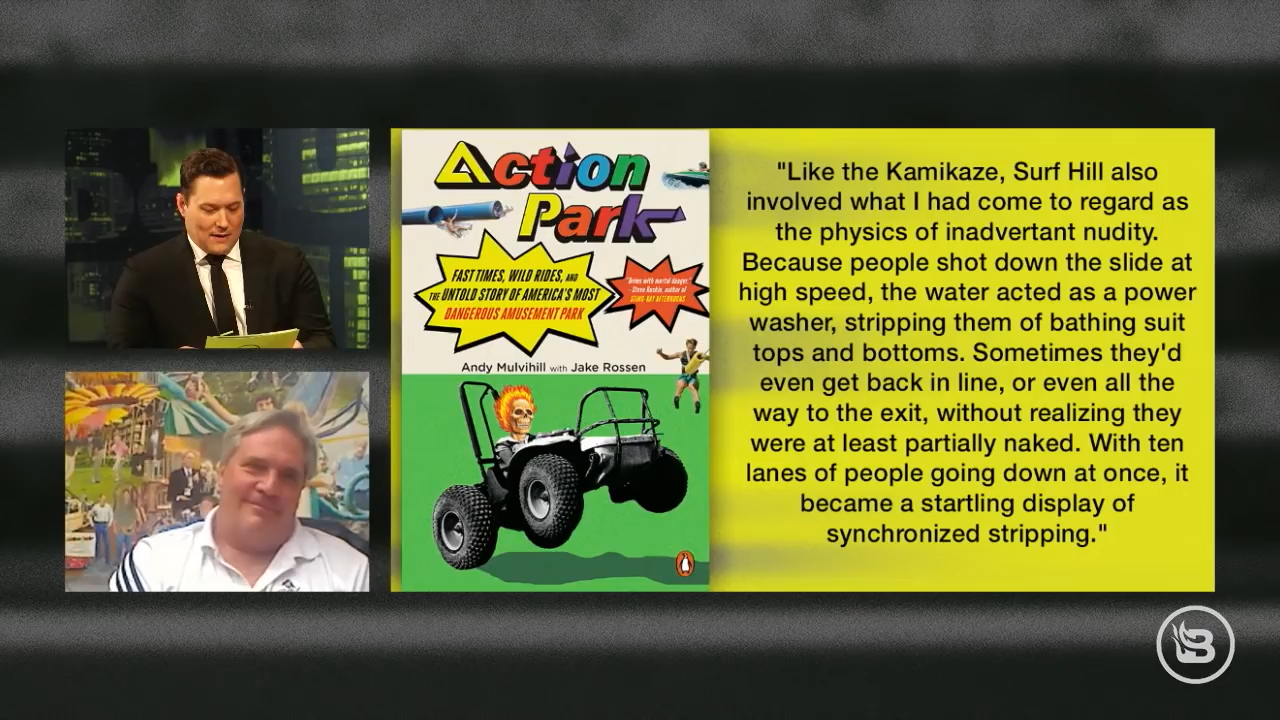 Action
Park
FAST TIMES, WILD RIDES, AND
THE UNTOLD STORY OF AMERICA'S MOST
DANGEROUS AMUSEMENT PARK
STING-RAY AFTERNOONS
Andy Mulvihill with Jake Rossen
"Like the Kamikaze, Surf Hill also
involved what I had come to regard as
the physics of inadvertant nudity.
Because people shot down the slide at
high speed, the water acted as a power
washer, stripping them of bathing suit
tops and bottoms. Sometimes they'd
even get back in line, or even all the
way to the exit, without realizing they
were at least partially naked. With ten
lanes of people going down at once, it
became a startling display of
synchronized stripping."
B